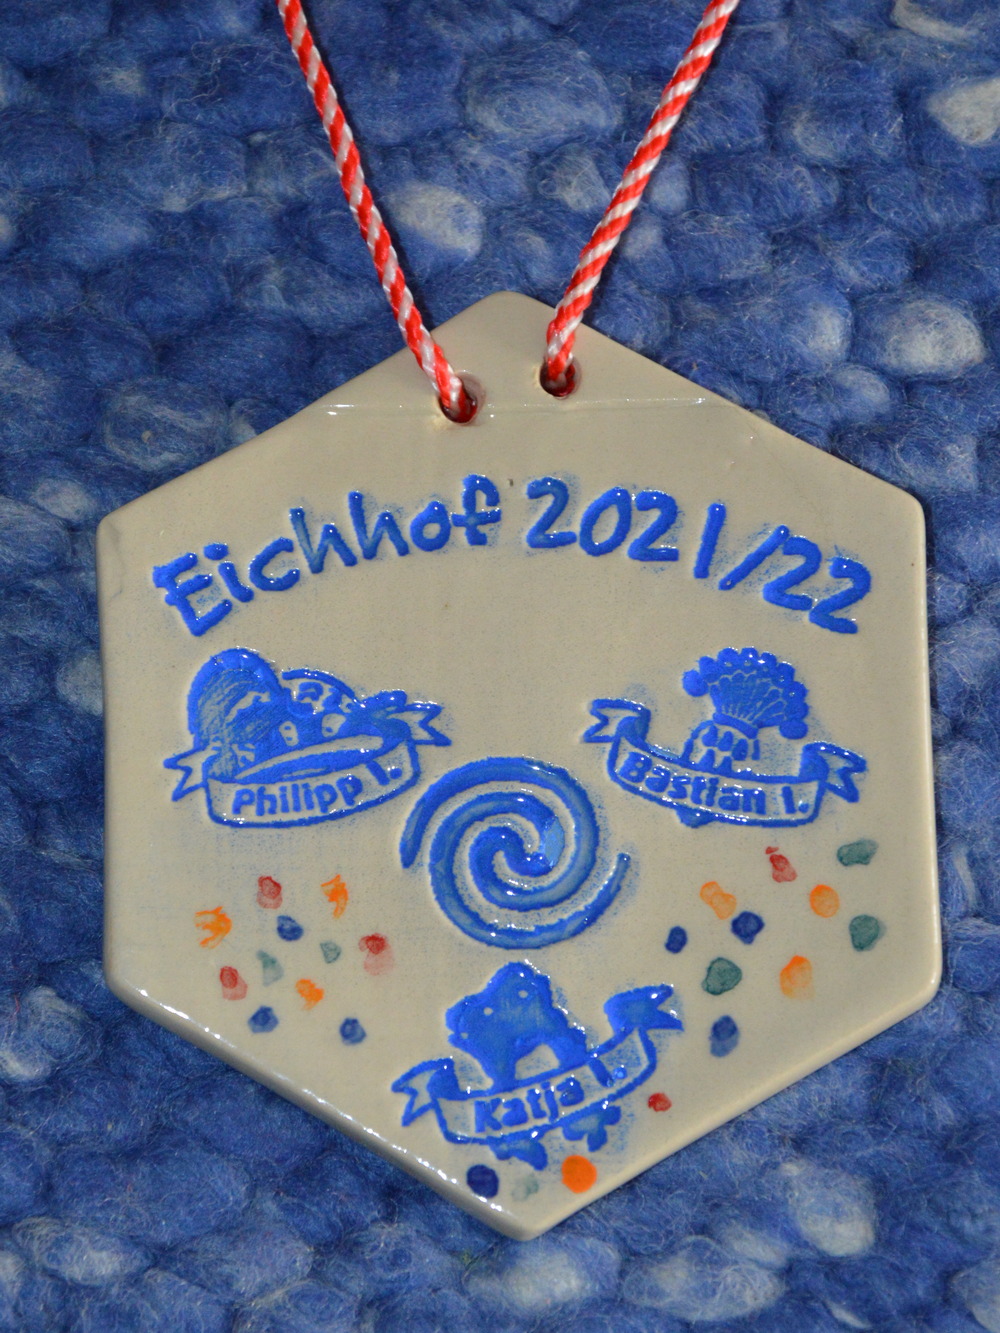 Eichhof 2021/22
Philipp I.
Bastian I.
Katja I.